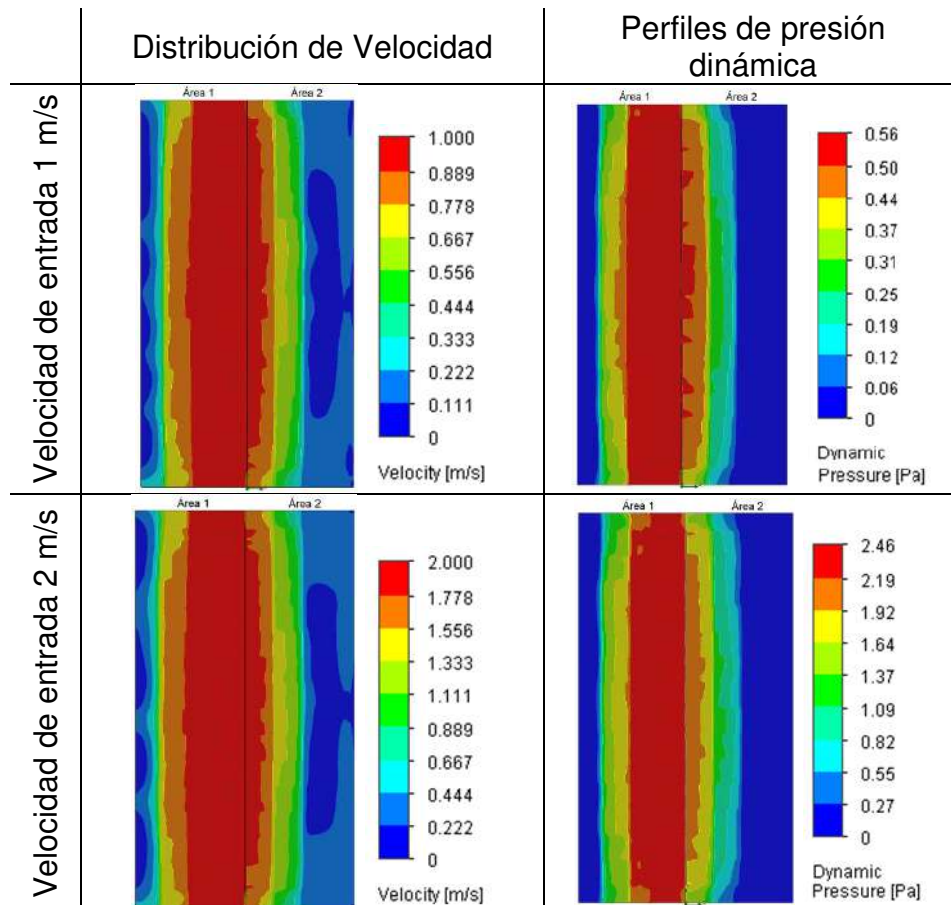 Distribución de Velocidad
Perfiles de presión
dinámica
Velocidad de entrada 1 m/s
Área 1
Área 2
1.000
0.889
0.778
0.667
0.556
0.444
0.333
0.222
0.111
0
Velocity [m/s]
Área 1
Área 2
0.56
0.50
0.44
0.37
0.31
0.25
0.19
0.12
0.06
0
Dynamic
Pressure [Pa]
Velocidad de entrada 2 m/s
Área 1
Área 2
2.000
1.778
1.556
1.333
1.111
0.889
0.667
0.444
0.222
0
Velocity [m/s]
Área 1
Área 2
2.46
2.19
1.92
1.64
1.37
1.09
0.82
0.55
0.27
0
Dynamic
Pressure [Pa]